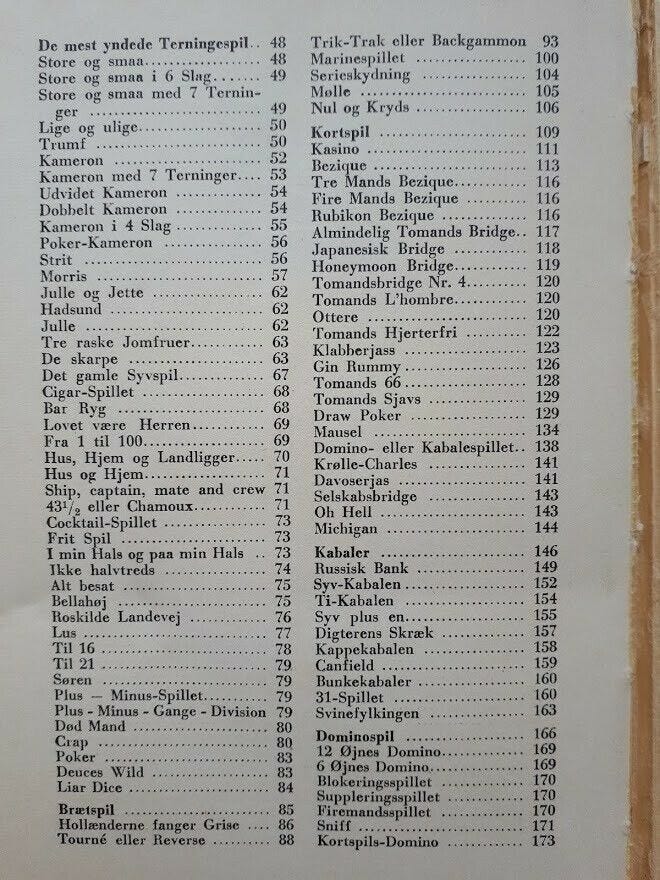 De mest yndede Terningespil.. 48
Store og smaa.................. 48
Store og smaa i 6 Slag....... 49
Store og smaa med 7 Ternin-
ger ........................ 49
Lige og ulige.................. 50
Trumf ........................ 50
Kameron ..................... 52
Kameron med 7 Terninger.... 53
Udvidet Kameron ............ 54
Dobbelt Kameron ............ 54
Kameron i 4 Slag ............ 55
Poker-Kameron .............. 56
Strit .......................... 56
Morris ........................ 57
Julle og Jette ................ 62
Hadsund ..................... 62
Julle .......................... 62
Tre raske Jomfruer........... 63
De skarpe .................... 63
Det gamle Syvspil............. 67
Cigar-Spillet .................. 68
Bar Ryg ...................... 68
Lovet være Herren............ 69
Fra 1 til 100.................. 69
Hus, Hjem og Landligger..... 70
Hus og Hjem.................. 71
Ship, captain, mate and crew 71
43½ eller Chamoux........... 71
Cocktail-Spillet ............... 73
Frit Spil ...................... 73
I min Hals og paa min Hals .. 73
Ikke halvtreds ............... 74
Alt besat ..................... 75
Bellahøj ...................... 75
Roskilde Landevej ........... 76
Lus ........................... 77
Til 16 ........................ 78
Til 21 ........................ 79
Søren ........................ 79
Plus — Minus-Spillet.......... 79
Plus - Minus - Gange - Division 79
Død Mand ................... 80
Crap ......................... 80
Poker ........................ 83
Deuces Wild ................. 83
Liar Dice ..................... 84
Brætspil ...................... 85
Hollænderne fanger Grise .... 86
Tourné eller Reverse ......... 88
Trik-Trak eller Backgammon 93
Marinespillet ................ 100
Serieskydning ............... 104
Mølle ....................... 105
Nul og Kryds ............... 106
Kortspil ..................... 109
Kasino ...................... 111
Bezique ..................... 113
Tre Mands Bezique.......... 116
Fire Mands Bezique ......... 116
Rubikon Bezique ............ 116
Almindelig Tomands Bridge.. 117
Japanesisk Bridge ........... 118
Honeymoon Bridge........... 119
Tomandsbridge Nr. 4......... 120
Tomands L'hombre........... 120
Ottere ....................... 120
Tomands Hjerterfri .......... 122
Klabberjass .................. 123
Gin Rummy................... 126
Tomands 66.................. 128
Tomands Sjavs ............... 129
Draw Poker .................. 129
Mausel ...................... 134
Domino- eller Kabalespillet.. 138
Krølle-Charles ............... 141
Davoserjas ................... 141
Selskabsbridge ............... 143
Oh Hell ...................... 143
Michigan .................... 144
Kabaler ..................... 146
Russisk Bank ................ 149
Syv-Kabalen ................. 152
Ti-Kabalen .................. 154
Syv plus en.................. 155
Digterens Skræk ............. 157
Kappekabalen ............... 158
Canfield ..................... 159
Bunkekabaler ................ 160
31-Spillet .................... 160
Svinefylkingen ............... 163
Dominospil .................. 166
12 Øjnes Domino............. 169
6 Øjnes Domino.............. 169
Blokeringsspillet ............. 170
Suppleringsspillet ............ 170
Firemandsspillet ............. 170
Sniff ......................... 171
Kortspils-Domino ............ 173